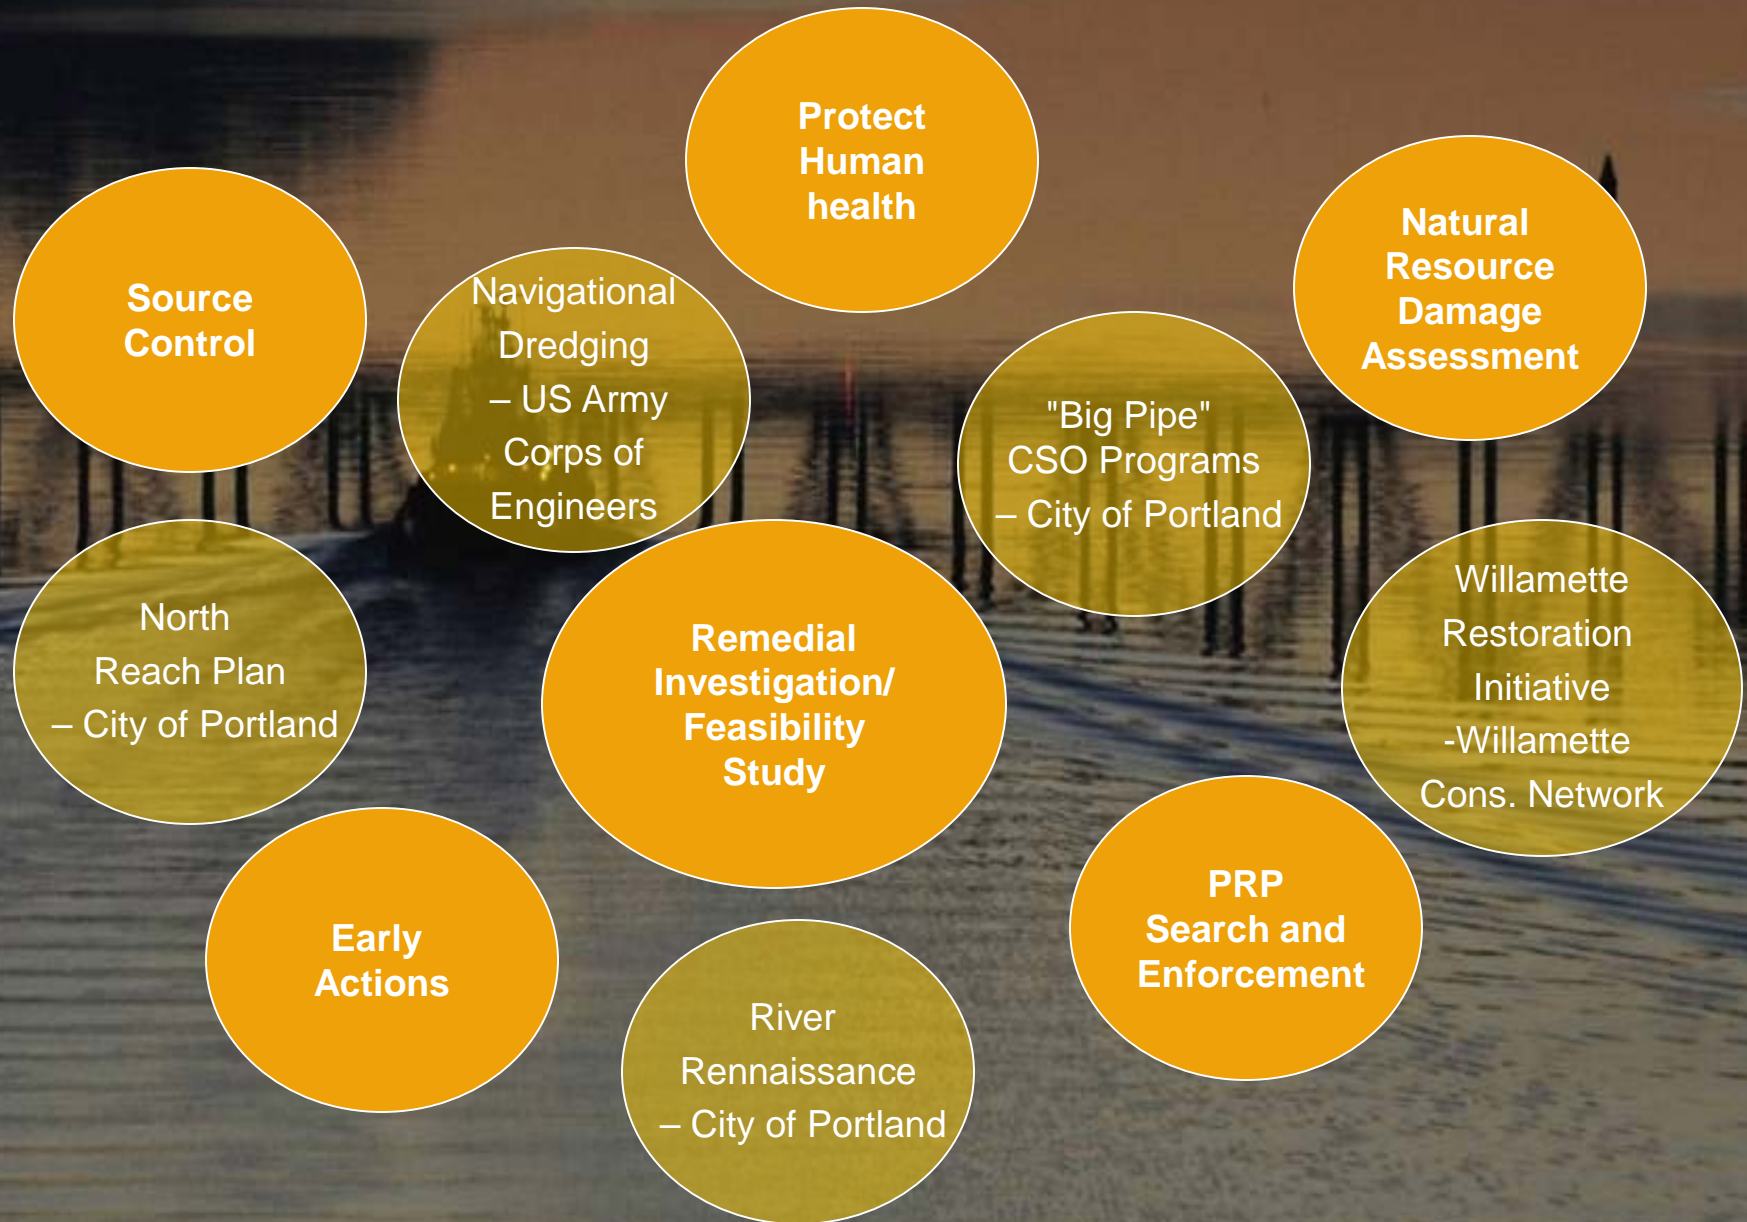 Protect
Human
health
Natural
Resource
Damage
Assessment
Source
Control
Navigational
Dredging
– US Army
Corps of
Engineers
"Big Pipe"
CSO Programs
– City of Portland
North
Reach Plan
– City of Portland
Remedial
Investigation/
Feasibility
Study
Willamette
Restoration
Initiative
-Willamette
Cons. Network
Early
Actions
PRP
Search and
Enforcement
River
Rennaissance
– City of Portland